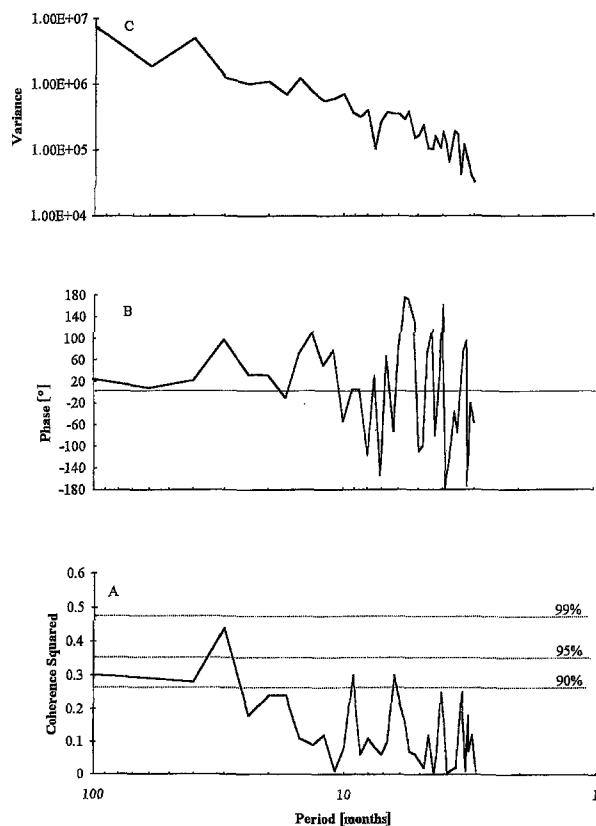 C
1.00E+07
1.00E+06
1.00E+05
1.00E+04
Variance
B
180
140
100
60
20
-20
-60
-100
-140
-180
Phase [°]
A
0.6
0.5
0.4
0.3
0.2
0.1
0
Coherence Squared
99%
95%
90%
100
10
1
Period [months]